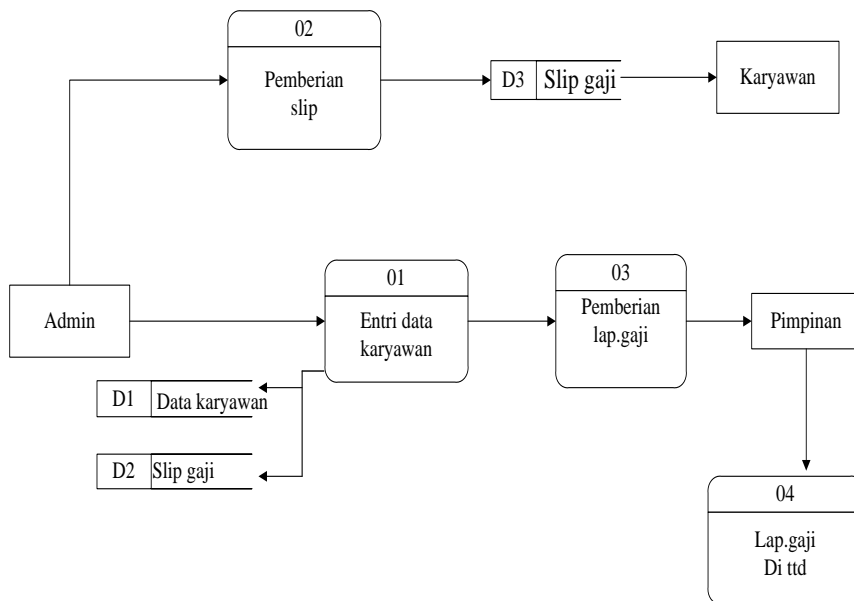 02
Pemberian
slip
D3 Slip gaji
Karyawan
Admin
01
Entri data
karyawan
03
Pemberian
lap.gaji
Pimpinan
D1 Data karyawan
D2 Slip gaji
04
Lap.gaji
Di ttd